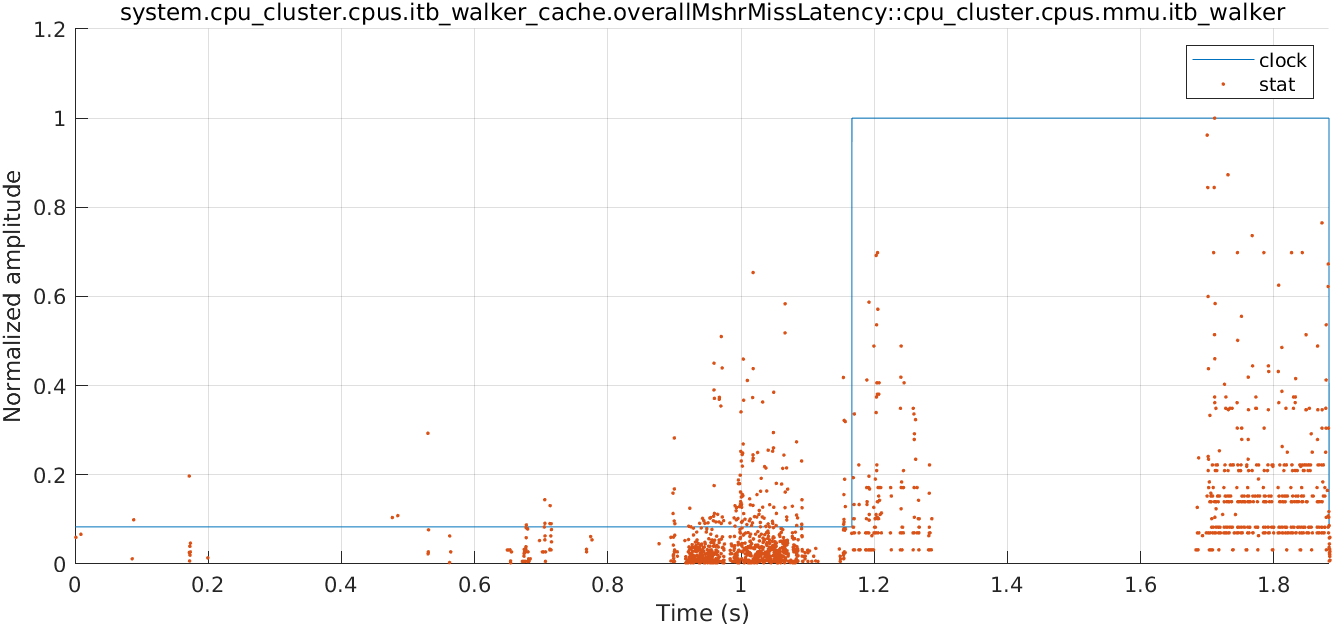 system.cpu_cluster.cpus.itb_walker_cache.overallMshrMissLatency::cpu_cluster.cpus.mmu.itb_walker
1.2
1
0.8
0.6
0.4
0.2
0
Normalized amplitude
clock
stat
0 0.2 0.4 0.6 0.8 1 1.2 1.4 1.6 1.8
Time (s)